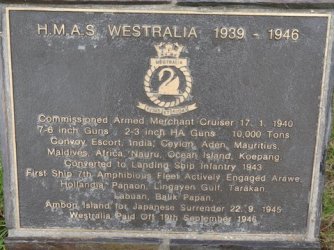 H.M.A.S WESTRALIA 1939 - 1946
WESTRALIA
Commissioned Armed Merchant Cruiser 17. 1. 1940
7-6 inch Guns 2-3 inch HA Guns 10,000 Tons
Convoy Escort, India, Ceylon, Aden, Maurities,
Maldives, Africa, Nauru, Ocean Island, Koepang
Converted to Landing Ship Infantry 1943
First Ship 7th Amphibious Fleet Actively Engaged Arawe,
Hollandia, Panaon, Lingayen Gulf, Tarakan,
Labuan, Balik Papan.
Ambon Island for Japanese Surrender 22. 9. 1945
Westralia Paid Off 19th September 1946